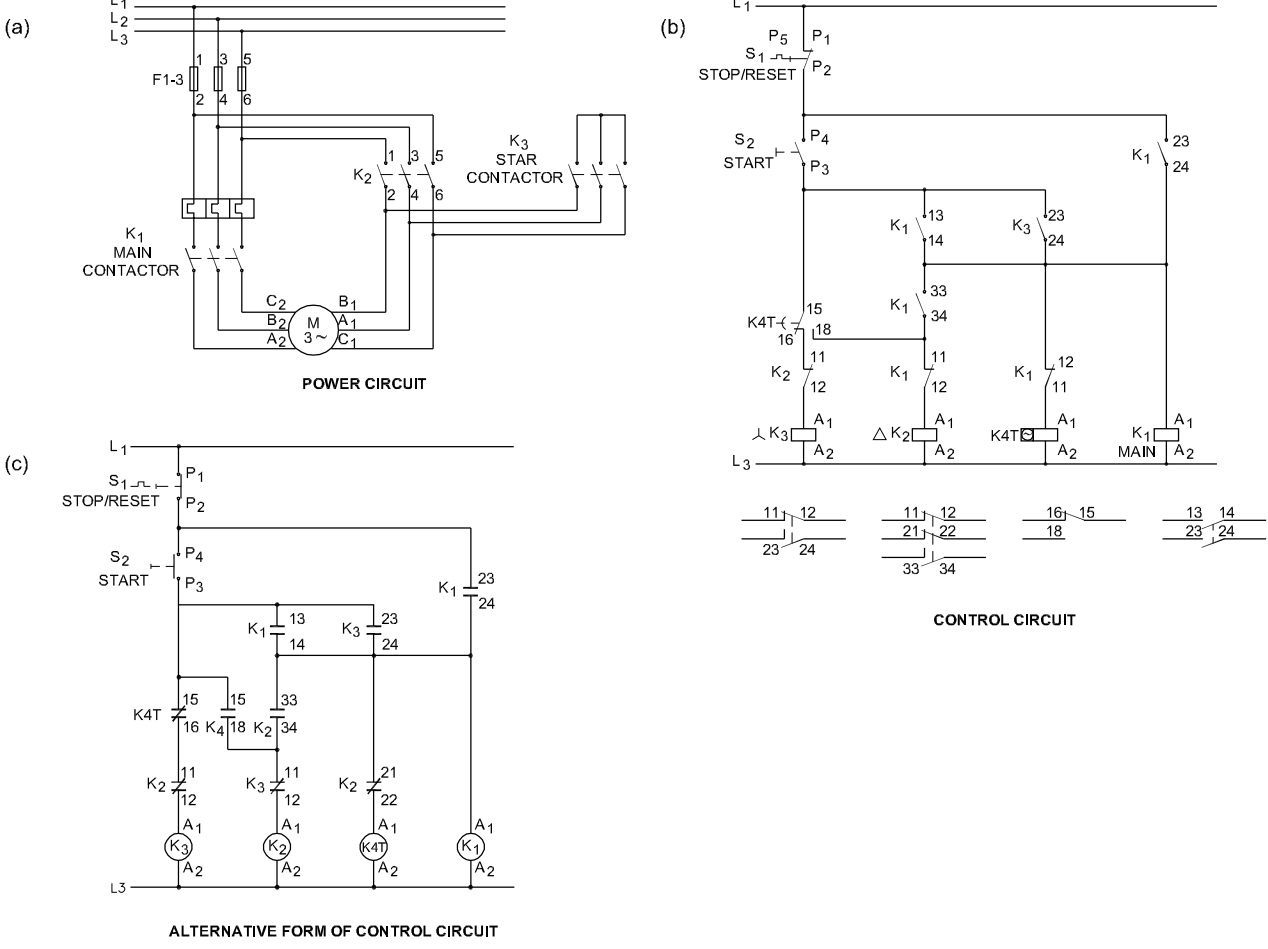 (a)
L1
L2
L3
1 3 5
F1-3
2 4 6
K2
1 3 5
2 4 6
K3
STAR
CONTACTOR
K1
MAIN
CONTACTOR
C2
B2
A2
M
3 ~
B1
A1
C1
POWER CIRCUIT
(b)
L1
P5 P1
S1
P2
STOP/RESET
S2
START
P4
P3
K1
23
24
K1
13
14
K3
23
24
K1
33
34
K4T
15
16
18
K2
11
12
K1
11
12
K1
12
11
K3
A1
A2
△ K2
A1
A2
K4T
A1
A2
K1
MAIN
A1
A2
L3
11 12
23 24
11 12
21 22
33 34
16 15
18
13 14
23 24
CONTROL CIRCUIT
(c)
L1
S1
STOP/RESET
P1
P2
S2
START
P4
P3
K1
23
24
K1
13
14
K3
23
24
K4T
15
16
K4
15
18
K2
33
34
K2
11
12
K3
11
12
K2
21
22
A1
K3
A2
A1
K2
A2
A1
K4T
A2
A1
K1
A2
L3
ALTERNATIVE FORM OF CONTROL CIRCUIT